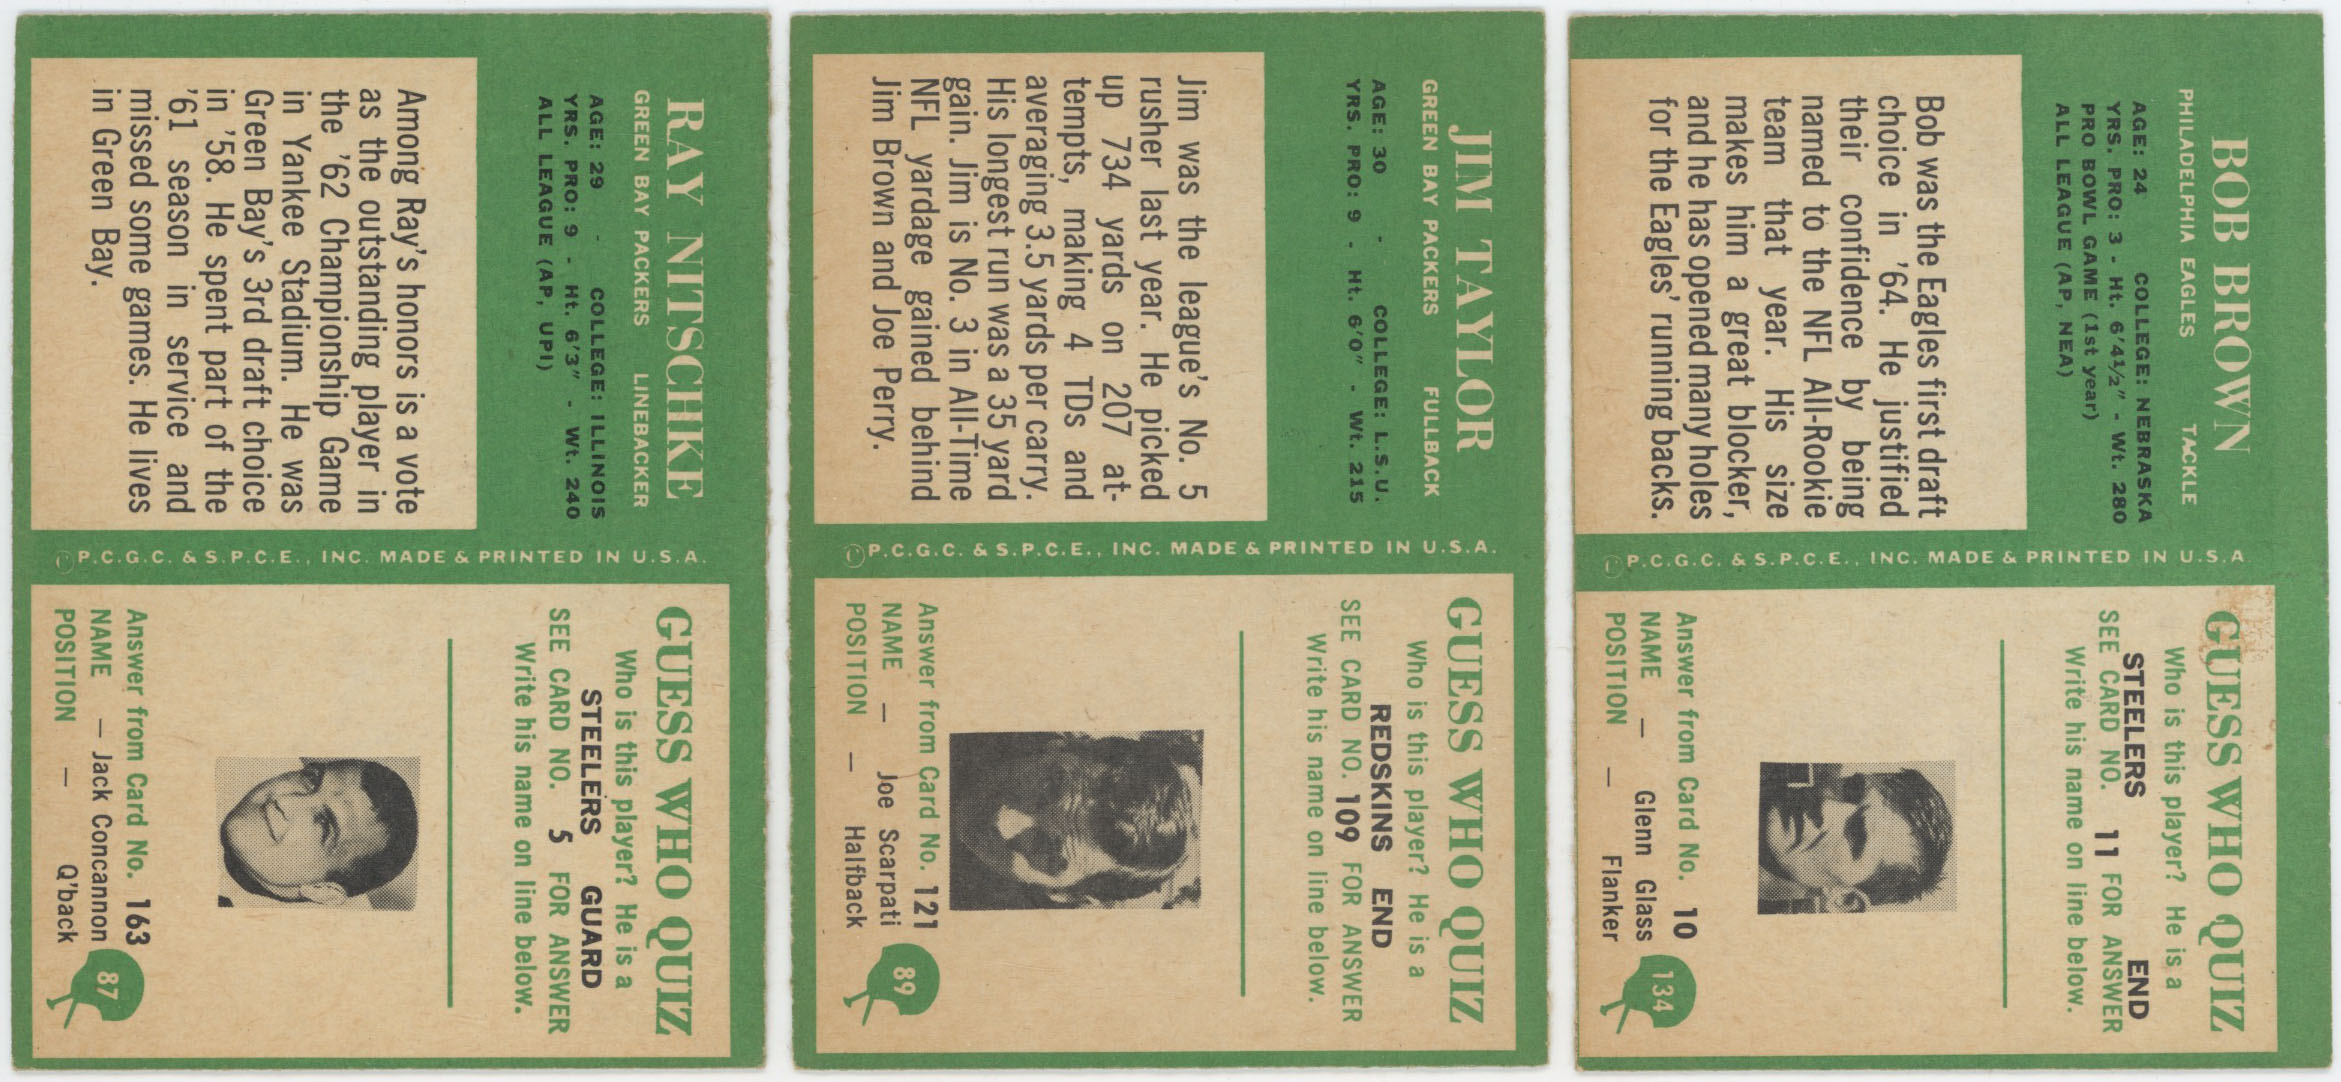 RAY NITSCHKE
GREEN BAY PACKERS LINEBACKER
AGE: 29 - COLLEGE: ILLINOIS
YRS. PRO: 9 - Ht. 6'3" - Wt. 240
ALL LEAGUE (AP, UPI)
Among Ray's honors is a vote
as the outstanding player in
the '62 Championship Game
in Yankee Stadium. He was
Green Bay's 3rd draft choice
in '58. He spent part of the
'61 season in service and
missed some games. He lives
in Green Bay.
©P.C.G.C. & S.P.C.E., INC. MADE & PRINTED IN U.S.A.
GUESS WHO QUIZ
Who is this player? He is a
STEELERS GUARD
SEE CARD NO. 5 FOR ANSWER
Write his name on line below.
Answer from Card No. 163
NAME — Jack Concannon
POSITION — Q'back
87
JIM TAYLOR
GREEN BAY PACKERS FULLBACK
AGE: 30 - COLLEGE: L.S.U.
YRS. PRO: 9 - Ht. 6'0" - Wt. 215
Jim was the league's No. 5
rusher last year. He picked
up 734 yards on 207 at-
tempts, making 4 TDs and
averaging 3.5 yards per carry.
His longest run was a 35 yard
gain. Jim is No. 3 in All-Time
NFL yardage gained behind
Jim Brown and Joe Perry.
©P.C.G.C. & S.P.C.E., INC. MADE & PRINTED IN U.S.A.
GUESS WHO QUIZ
Who is this player? He is a
REDSKINS END
SEE CARD NO. 109 FOR ANSWER
Write his name on line below.
Answer from Card No. 121
NAME — Joe Scarpati
POSITION — Halfback
89
BOB BROWN
PHILADELPHIA EAGLES TACKLE
AGE: 24 COLLEGE: NEBRASKA
YRS. PRO: 3 - Ht. 6'4½" - Wt. 280
PRO BOWL GAME (1st year)
ALL LEAGUE (AP, NEA)
Bob was the Eagles first draft
choice in '64. He justified
their confidence by being
named to the NFL All-Rookie
team that year. His size
makes him a great blocker,
and he has opened many holes
for the Eagles' running backs.
©P.C.G.C. & S.P.C.E., INC. MADE & PRINTED IN U.S.A
GUESS WHO QUIZ
Who is this player? He is a
STEELERS END
SEE CARD NO. 11 FOR ANSWER
Write his name on line below.
Answer from Card No. 10
NAME — Glenn Glass
POSITION — Flanker
134